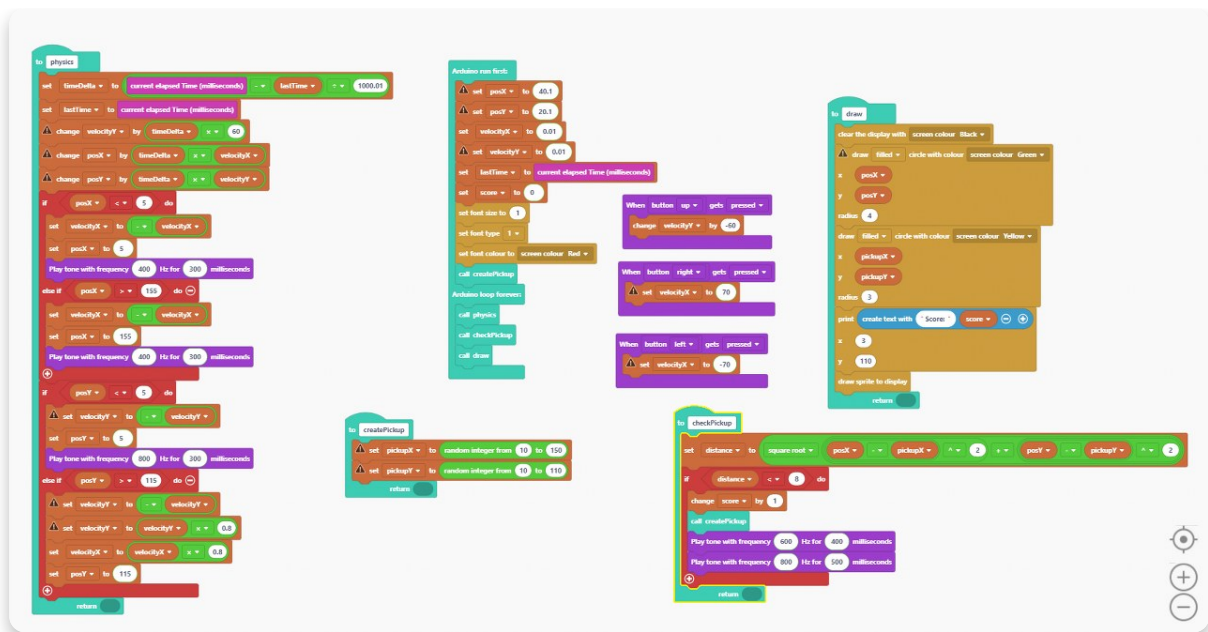 to physics
set timeDelta to current elapsed Time (milliseconds) - lastTime ÷ 1000.01
set lastTime to current elapsed Time (milliseconds)
change velocityY by timeDelta × 60
change posX by timeDelta × velocityX
change posY by timeDelta × velocityY
if posX < 5 do
set velocityX to - velocityX
set posX to 5
Play tone with frequency 400 Hz for 300 milliseconds
else if posX > 155 do
set velocityX to - velocityX
set posX to 155
Play tone with frequency 400 Hz for 300 milliseconds
if posY < 5 do
set velocityY to - velocityY
set posY to 5
Play tone with frequency 800 Hz for 300 milliseconds
else if posY > 115 do
set velocityY to - velocityY
set velocityY to velocityY × 0.8
set velocityX to velocityX × 0.8
set posY to 115
return
Arduino run first:
set posX to 40.1
set posY to 20.1
set velocityX to 0.01
set velocityY to 0.01
set lastTime to current elapsed Time (milliseconds)
set score to 0
set font size to 1
set font type 1
set font colour to screen colour Red
call createPickup
Arduino loop forever:
call physics
call checkPickup
call draw
to createPickup
set pickupX to random integer from 10 to 150
set pickupY to random integer from 10 to 110
return
When button up gets pressed
change velocityY by -60
When button right gets pressed
set velocityX to 70
When button left gets pressed
set velocityX to -70
to draw
clear the display with screen colour Black
draw filled circle with colour screen colour Green
x posX
y posY
radius 4
draw filled circle with colour screen colour Yellow
x pickupX
y pickupY
radius 3
print create text with " Score: " score
x 3
y 110
draw sprite to display
return
to checkPickup
set distance to square root posX - pickupX ^ 2 + posY - pickupY ^ 2
if distance < 8 do
change score by 1
call createPickup
Play tone with frequency 600 Hz for 400 milliseconds
Play tone with frequency 800 Hz for 500 milliseconds
return